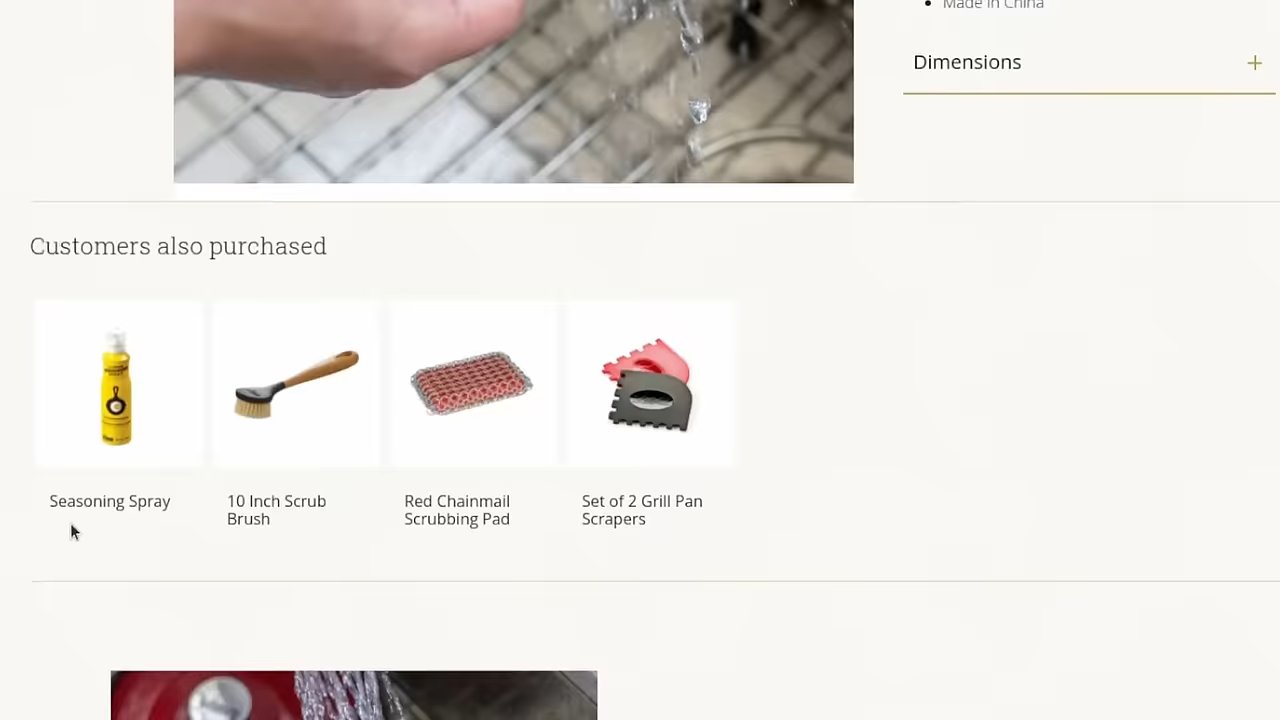 Made in China
Dimensions
Customers also purchased
Seasoning Spray
10 Inch Scrub
Brush
Red Chainmail
Scrubbing Pad
Set of 2 Grill Pan
Scrapers